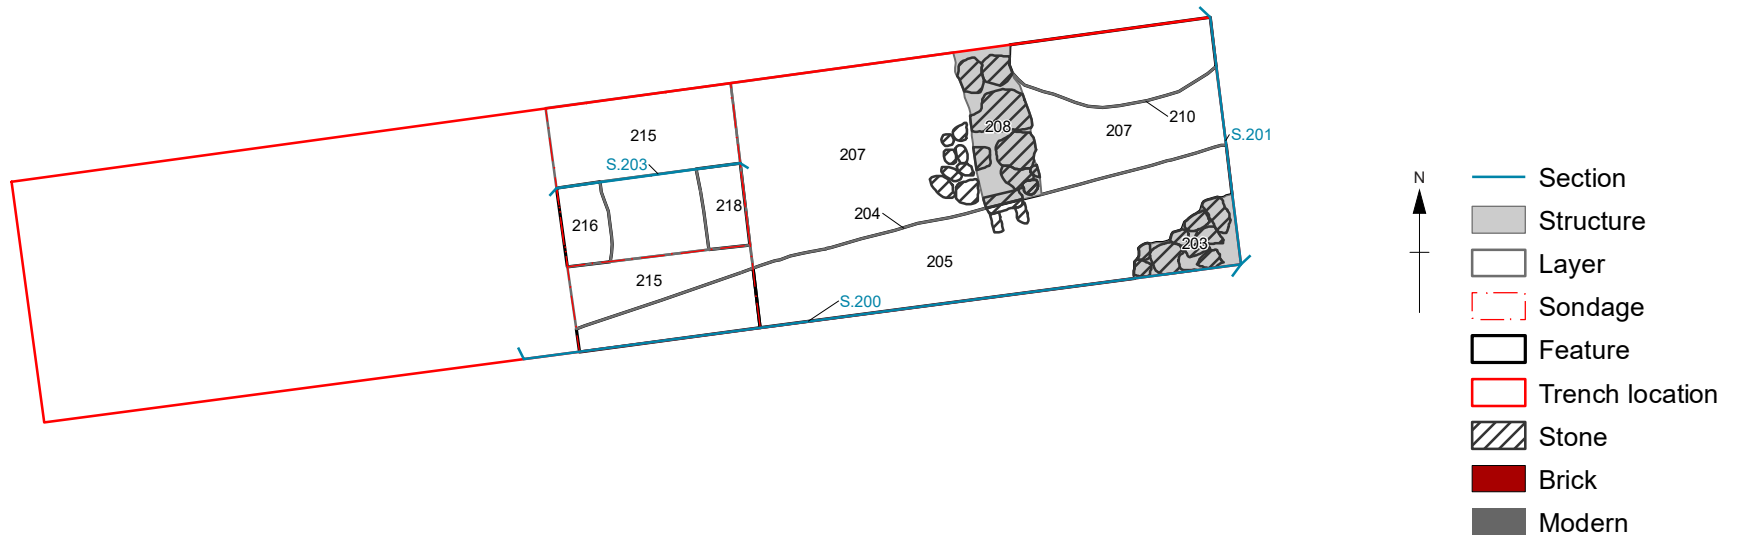 215
S.203
216
218
215
207
204
205
S.200
208
207
210
S.201
203
N
Section
Structure
Layer
Sondage
Feature
Trench location
Stone
Brick
Modern